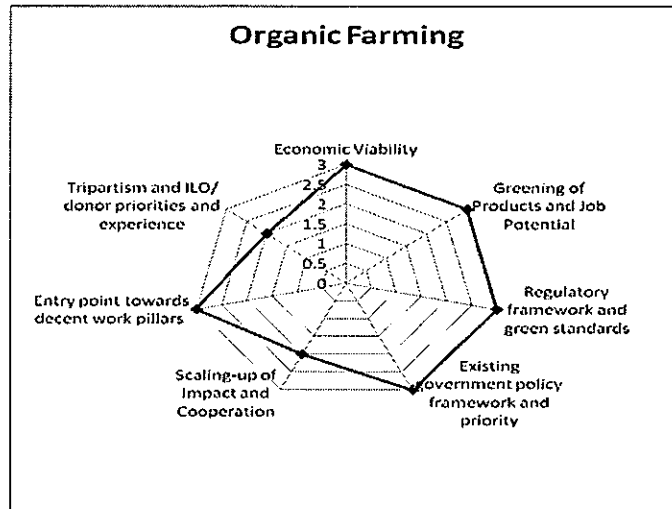 Organic Farming
Economic Viability
3
2.5
2
1.5
1
0.5
0
Greening of
Products and Job
Potential
Regulatory
framework and
green standards
Existing
government policy
framework and
priority
Scaling-up of
Impact and
Cooperation
Entry point towards
decent work pillars
Tripartism and ILO/
donor priorities and
experience